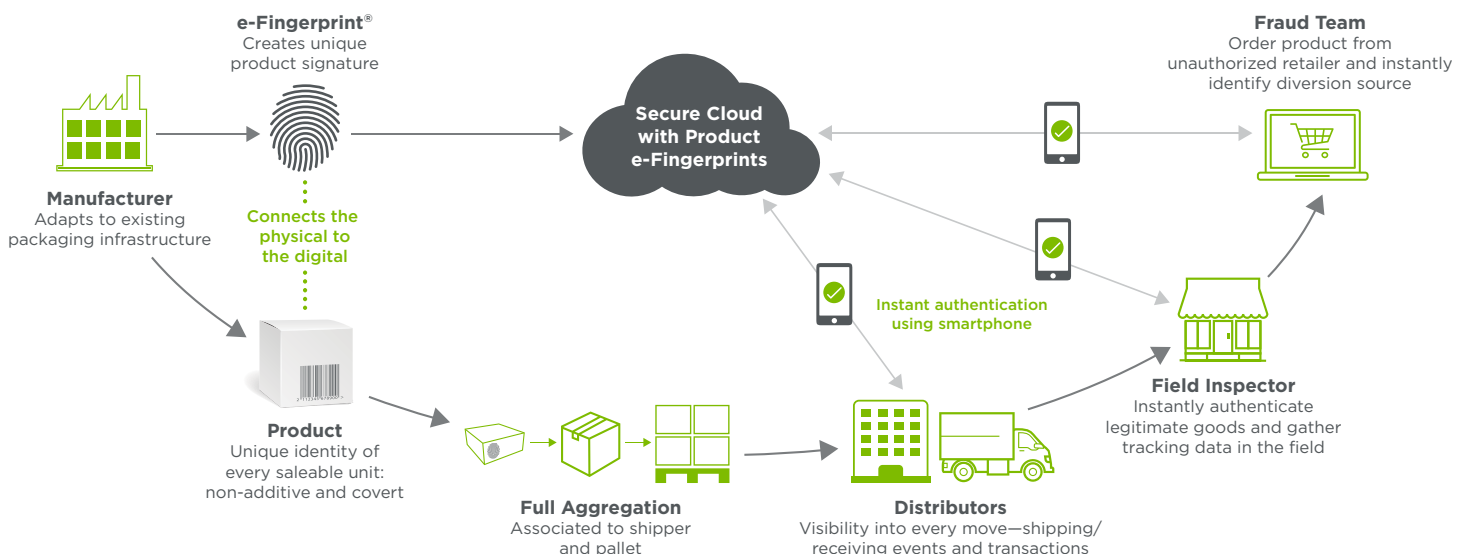 e-Fingerprint®
Creates unique
product signature
Fraud Team
Order product from
unauthorized retailer and instantly
identify diversion source
Secure Cloud
with Product
e-Fingerprints
Manufacturer
Adapts to existing
packaging infrastructure
Connects the
physical to
the digital
Instant authentication
using smartphone
Product
Unique identity of
every saleable unit:
non-additive and covert
Full Aggregation
Associated to shipper
and pallet
Distributors
Visibility into every move—shipping/
receiving events and transactions
Field Inspector
Instantly authenticate
legitimate goods and gather
tracking data in the field